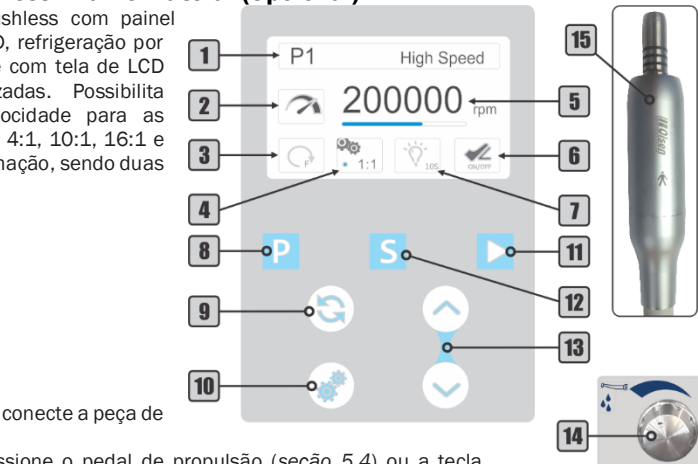 ushless com painel
, refrigeração por
com tela de LCD
zadas. Possibilita
ocidade para as
4:1, 10:1, 16:1 e
mação, sendo duas
1
P1 High Speed
2
200000 rpm
5
3
F
1:1
10S
ON/OFF
6
4
7
15
Olsen
8
P
S
11
12
9
13
10
14
conecte a peça de
ssione o pedal de propulsão (seção 5.4) ou a tecla